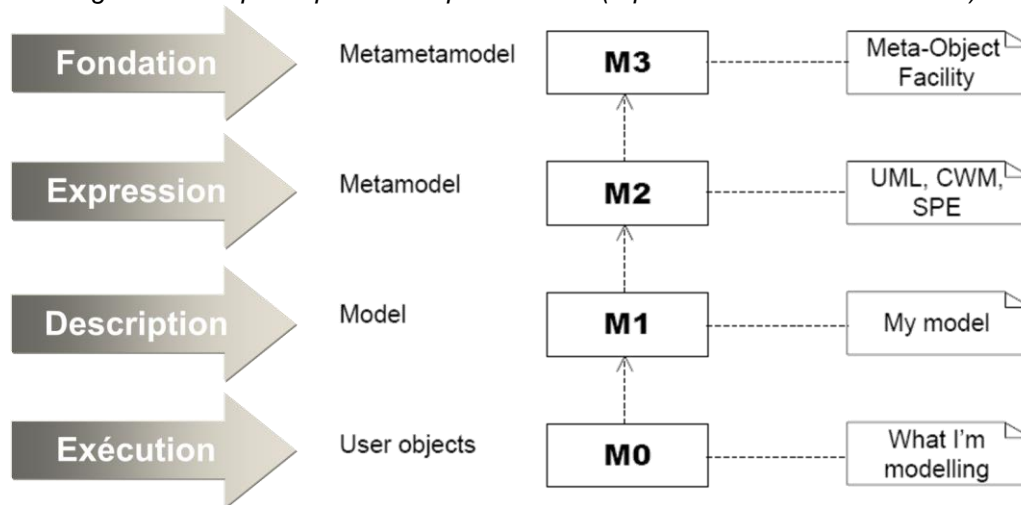 Fondation
Metametamodel
M3
Meta-Object
Facility
Expression
Metamodel
M2
UML, CWM,
SPE
Description
Model
M1
My model
Exécution
User objects
M0
What I'm
modelling